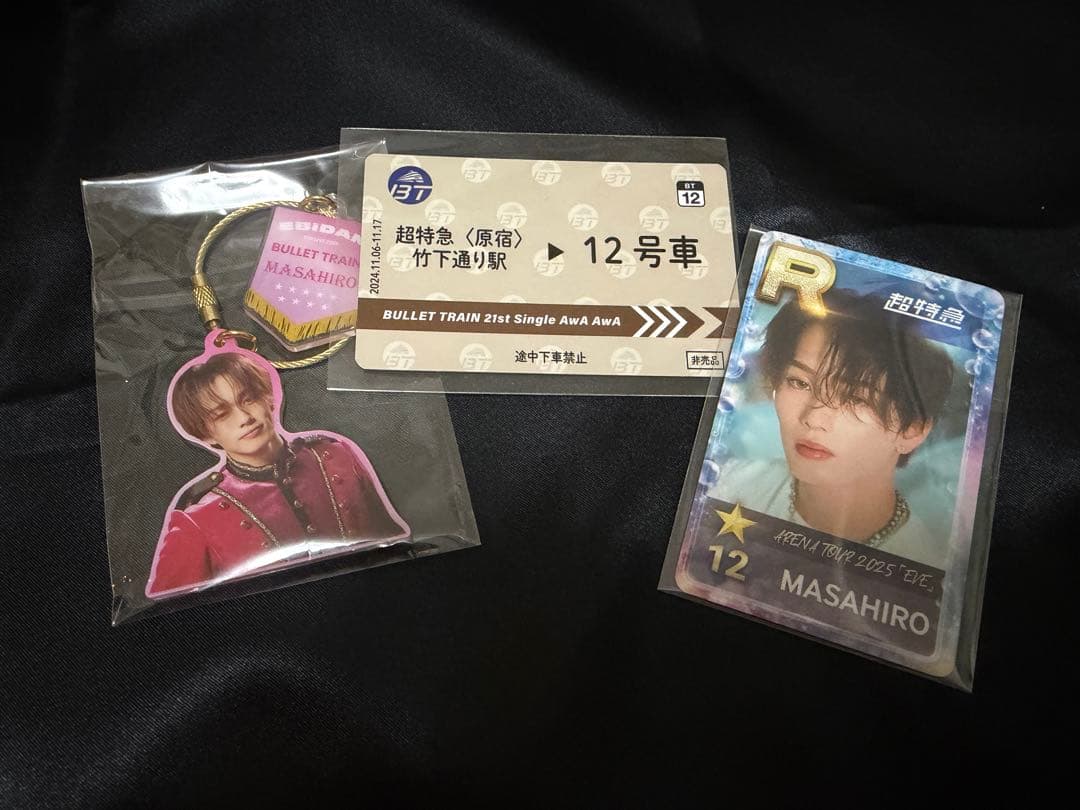 EBiDAN
BULLET TRAIN
MASAHIRO
BT
BT
12
2024.11.06-11.17
超特急〈原宿〉
竹下通り駅
▶ 12号車
BULLET TRAIN 21st Single AwA AwA
途中下車禁止
非売品
R
超特急
12
ARENA TOUR 2025「EVE」
MASAHIRO